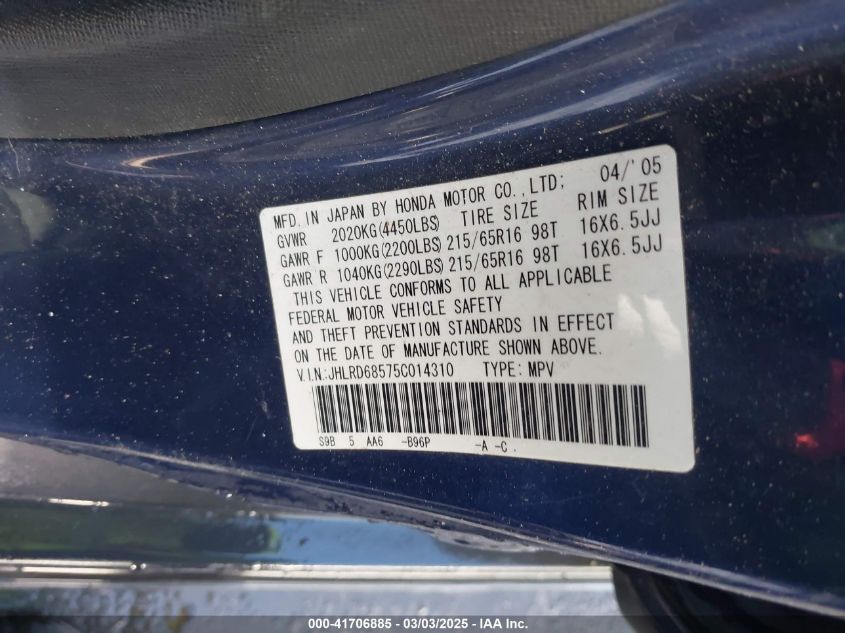 MFD. IN JAPAN BY HONDA MOTOR CO.,LTD; 04/'05
GVWR 2020KG(4450LBS) TIRE SIZE RIM SIZE
GAWR F 1000KG(2200LBS) 215/65R16 98T 16X6.5JJ
GAWR R 1040KG(2290LBS) 215/65R16 98T 16X6.5JJ
THIS VEHICLE CONFORMS TO ALL APPLICABLE
FEDERAL MOTOR VEHICLE SAFETY
AND THEFT PREVENTION STANDARDS IN EFFECT
ON THE DATE OF MANUFACTURE SHOWN ABOVE.
V.I.N.:JHLRD68575C014310 TYPE: MPV
S9B 5 AA6 -B96P -A -C.
000-41706885 / 03/03/2025 - IAA Inc.